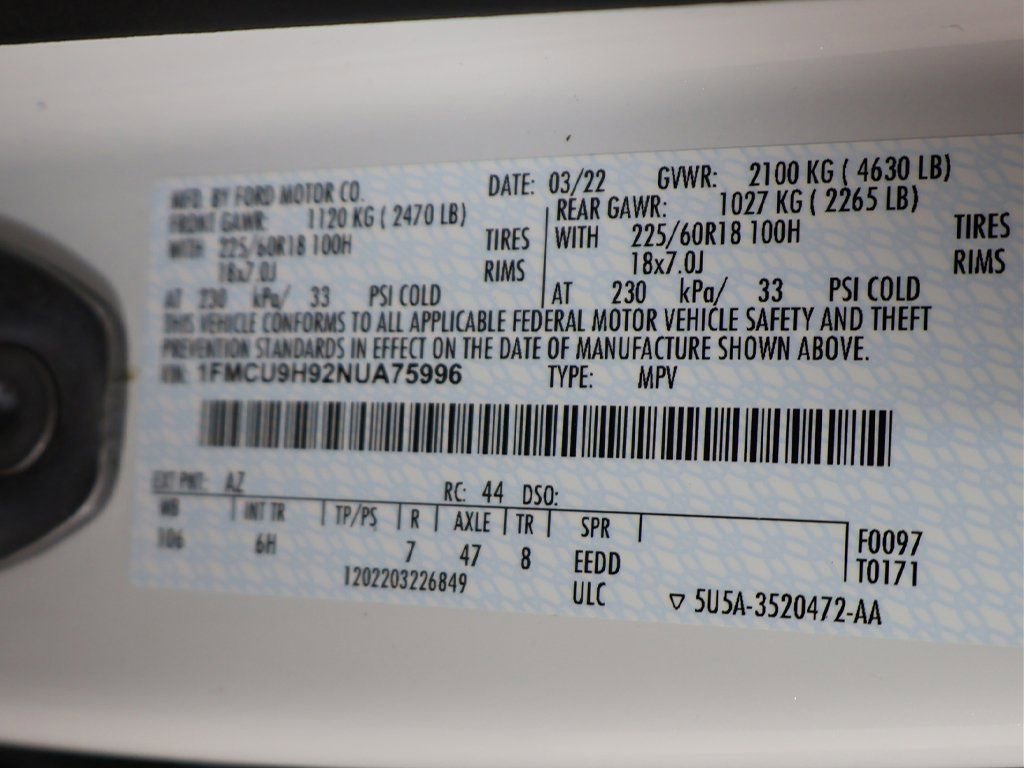 MFD. BY FORD MOTOR CO. DATE: 03/22 GVWR: 2100 KG ( 4630 LB)
FRONT GAWR: 1120 KG ( 2470 LB) REAR GAWR: 1027 KG ( 2265 LB)
WITH 225/60R18 100H TIRES WITH 225/60R18 100H TIRES
18x7.0J RIMS 18x7.0J RIMS
AT 230 kPa/ 33 PSI COLD AT 230 kPa/ 33 PSI COLD
THIS VEHICLE CONFORMS TO ALL APPLICABLE FEDERAL MOTOR VEHICLE SAFETY AND THEFT
PREVENTION STANDARDS IN EFFECT ON THE DATE OF MANUFACTURE SHOWN ABOVE.
VIN: 1FMCU9H92NUA75996 TYPE: MPV
EXT PNT: AZ RC: 44 DSO:
WB INT TR TP/PS R AXLE TR SPR F0097
106 6H 7 47 8 EEDD T0171
1202203226849 ULC ▽ 5U5A-3520472-AA